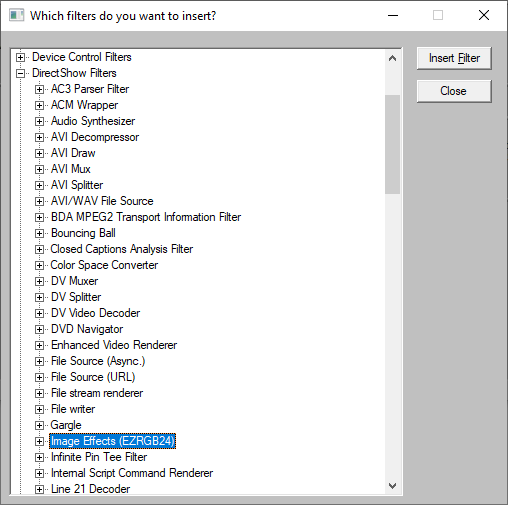 Which filters do you want to insert?
Device Control Filters
DirectShow Filters
AC3 Parser Filter
ACM Wrapper
Audio Synthesizer
AVI Decompressor
AVI Draw
AVI Mux
AVI Splitter
AVI/WAV File Source
BDA MPEG2 Transport Information Filter
Bouncing Ball
Closed Captions Analysis Filter
Color Space Converter
DV Muxer
DV Splitter
DV Video Decoder
DVD Navigator
Enhanced Video Renderer
File Source (Async.)
File Source (URL)
File stream renderer
File writer
Gargle
Image Effects (EZRGB24)
Infinite Pin Tee Filter
Internal Script Command Renderer
Line 21 Decoder
Insert Filter
Close